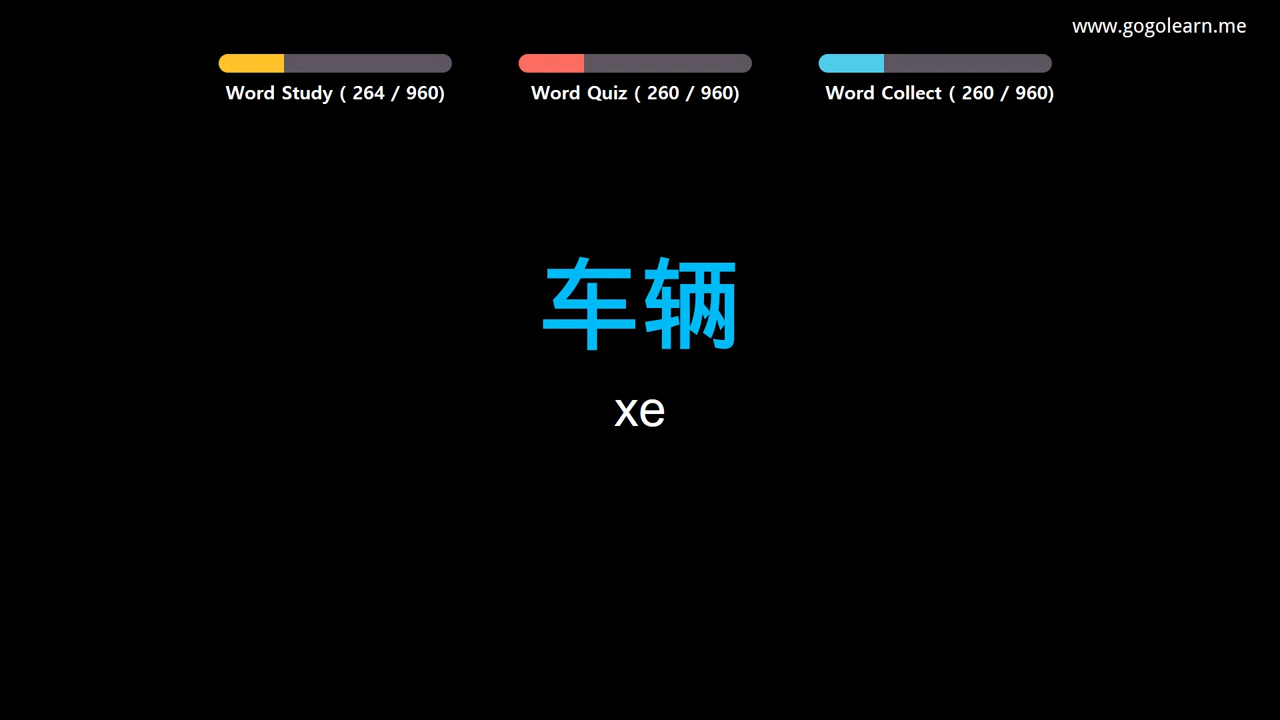 www.gogolearn.me
Word Study ( 264 / 960)
Word Quiz ( 260 / 960)
Word Collect ( 260 / 960)
车辆
xe